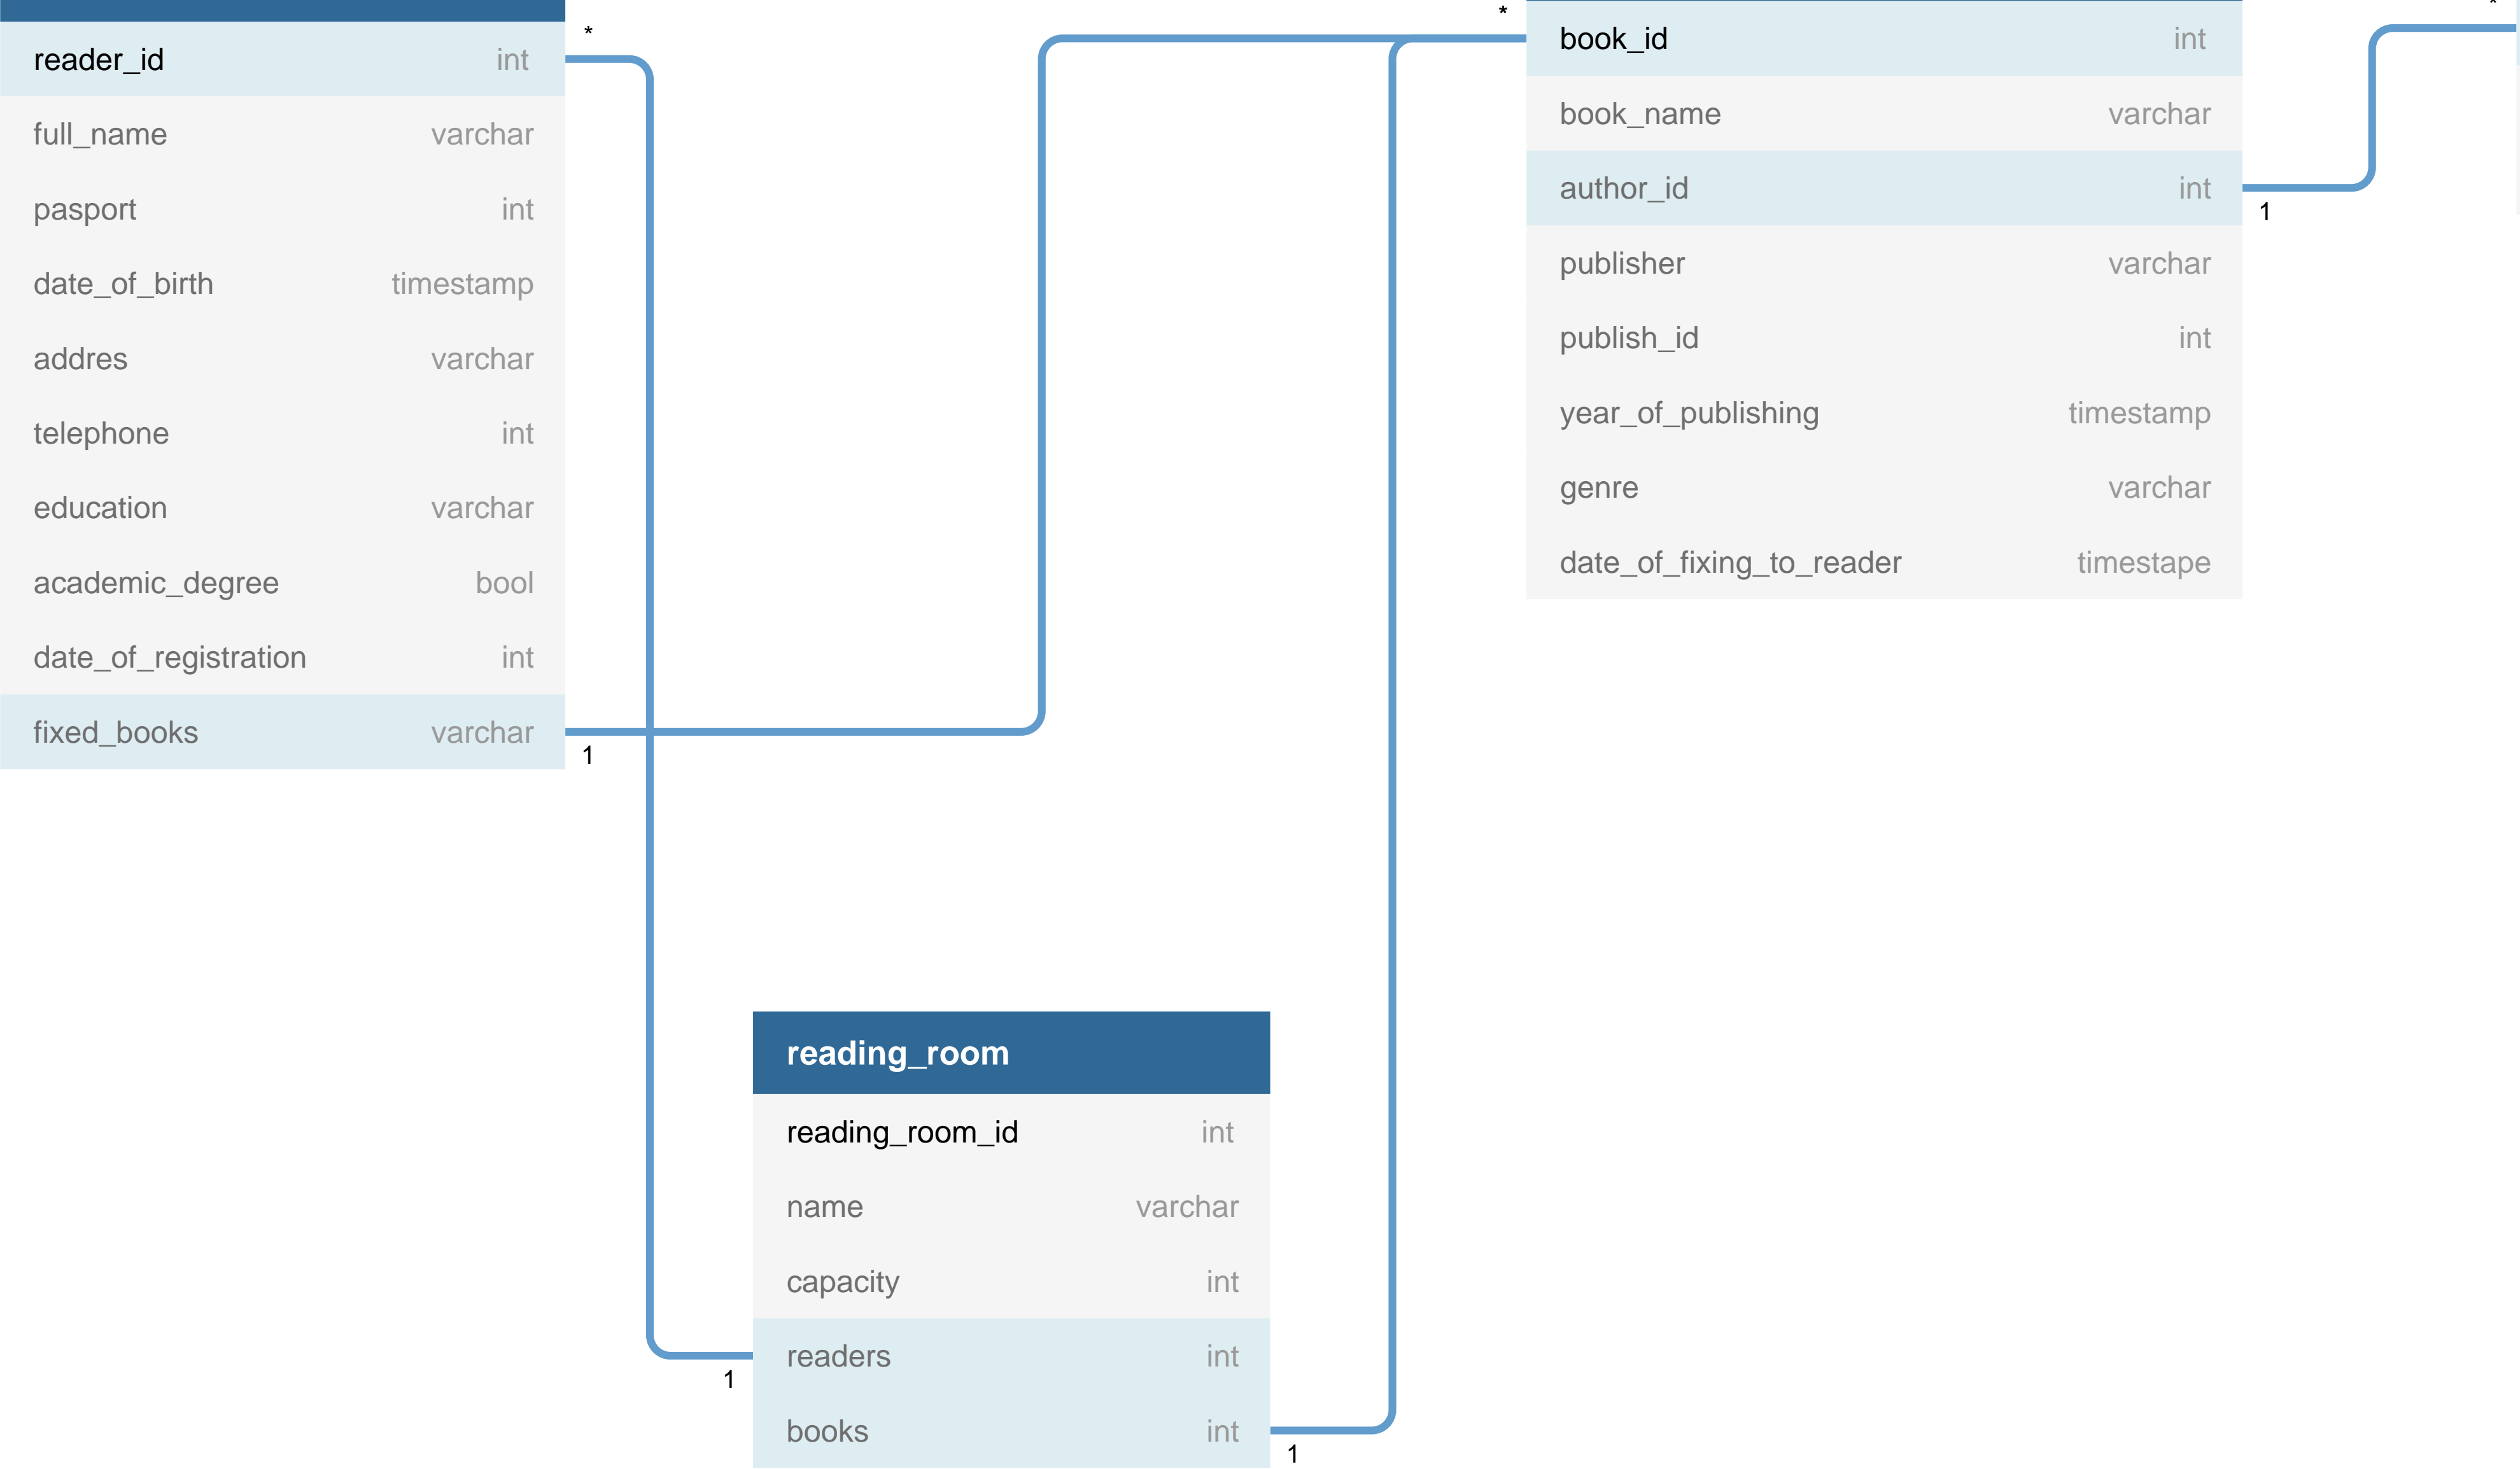 *
reader_id int
full_name varchar
pasport int
date_of_birth timestamp
addres varchar
telephone int
education varchar
academic_degree bool
date_of_registration int
fixed_books varchar
1
*
book_id int
book_name varchar
author_id int
publisher varchar
publish_id int
year_of_publishing timestamp
genre varchar
date_of_fixing_to_reader timestape
1
*
reading_room
reading_room_id int
name varchar
capacity int
readers int
books int
1
1